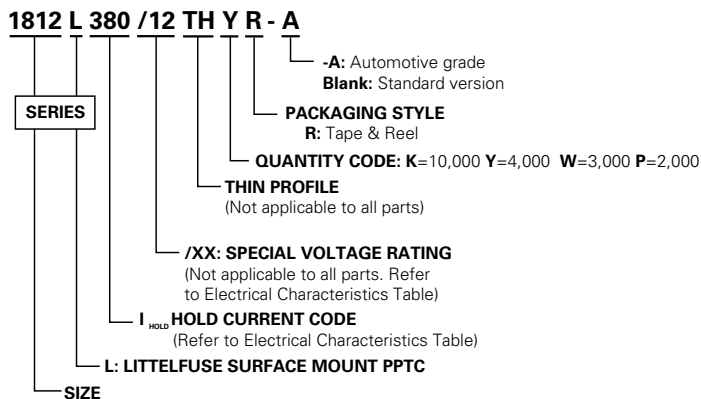 1812 L 380 /12 TH Y R - A
-A: Automotive grade
Blank: Standard version
SERIES
PACKAGING STYLE
R: Tape & Reel
QUANTITY CODE: K=10,000 Y=4,000 W=3,000 P=2,000
THIN PROFILE
(Not applicable to all parts)
/XX: SPECIAL VOLTAGE RATING
(Not applicable to all parts. Refer
to Electrical Characteristics Table)
I HOLD HOLD CURRENT CODE
(Refer to Electrical Characteristics Table)
L: LITTELFUSE SURFACE MOUNT PPTC
SIZE